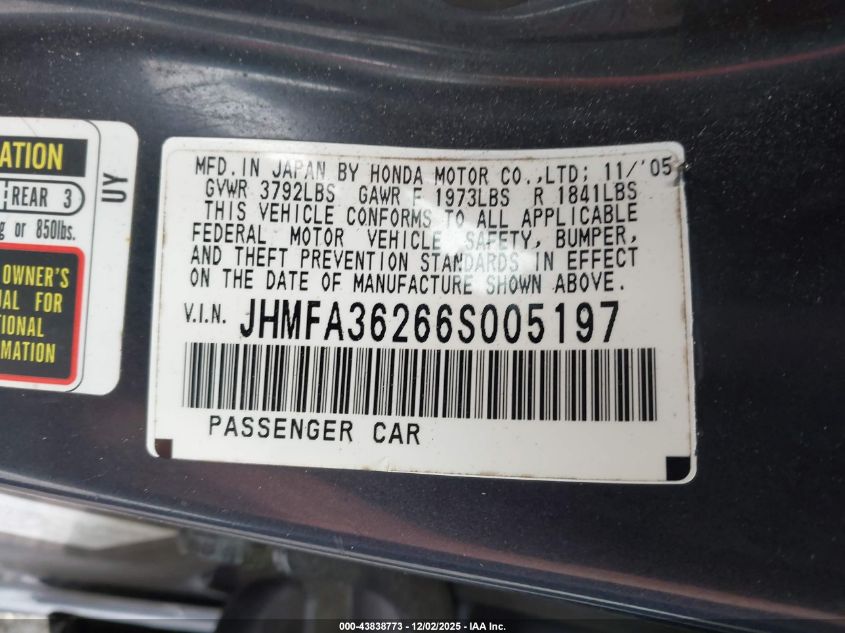 ATION
REAR 3
g or 850lbs.
OWNER'S
AL FOR
TIONAL
RMATION
UY
MFD. IN JAPAN BY HONDA MOTOR CO.,LTD; 11/'05
GVWR 3792LBS GAWR F 1973LBS R 1841LBS
THIS VEHICLE CONFORMS TO ALL APPLICABLE
FEDERAL MOTOR VEHICLE SAFETY, BUMPER,
AND THEFT PREVENTION STANDARDS IN EFFECT
ON THE DATE OF MANUFACTURE SHOWN ABOVE.
V.I.N. JHMFA36266S005197
PASSENGER CAR
000-43838773 - 12/02/2025 - IAA Inc.